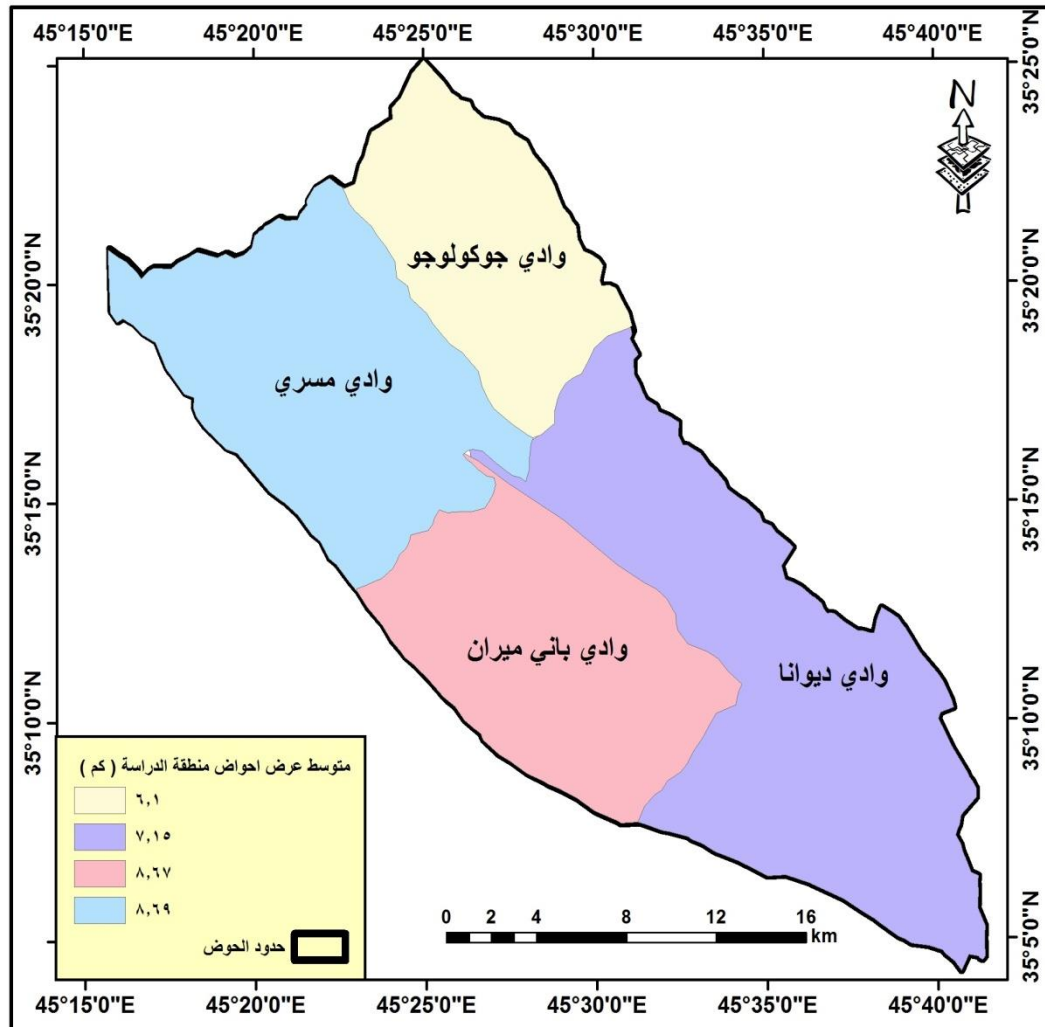 45°15'0"E 45°20'0"E 45°25'0"E 45°30'0"E 45°35'0"E 45°40'0"E
35°25'0"N
N
وادي جوكولوجو
35°20'0"N 35°20'0"N
وادي مسري
35°15'0"N 35°15'0"N
وادي باني ميران
وادي ديوانا
35°10'0"N 35°10'0"N
متوسط عرض احواض منطقة الدراسة ( كم )
٦,١
٧,١٥
٨,٦٧
٨,٦٩
حدود الحوض
0 2 4 8 12 16
km
35°5'0"N
45°15'0"E 45°20'0"E 45°25'0"E 45°30'0"E 45°35'0"E 45°40'0"E